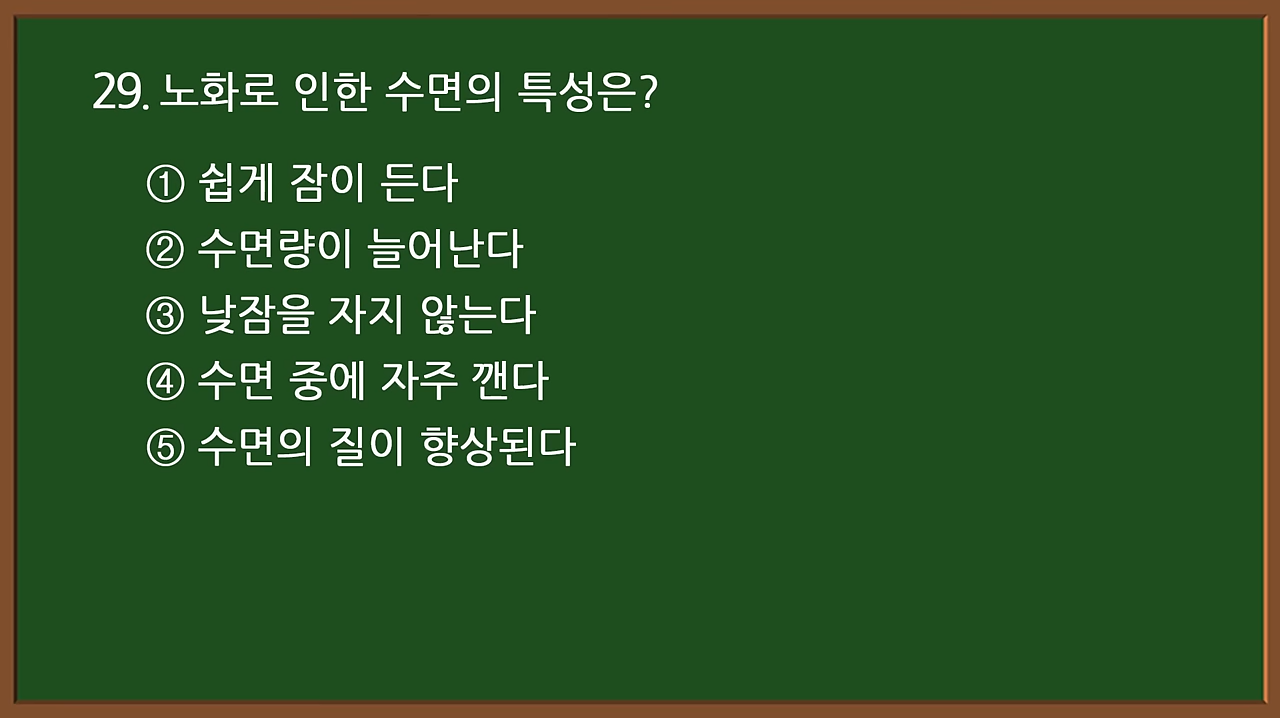 29. 노화로 인한 수면의 특성은?
① 쉽게 잠이 든다
② 수면량이 늘어난다
③ 낮잠을 자지 않는다
④ 수면 중에 자주 깬다
⑤ 수면의 질이 향상된다